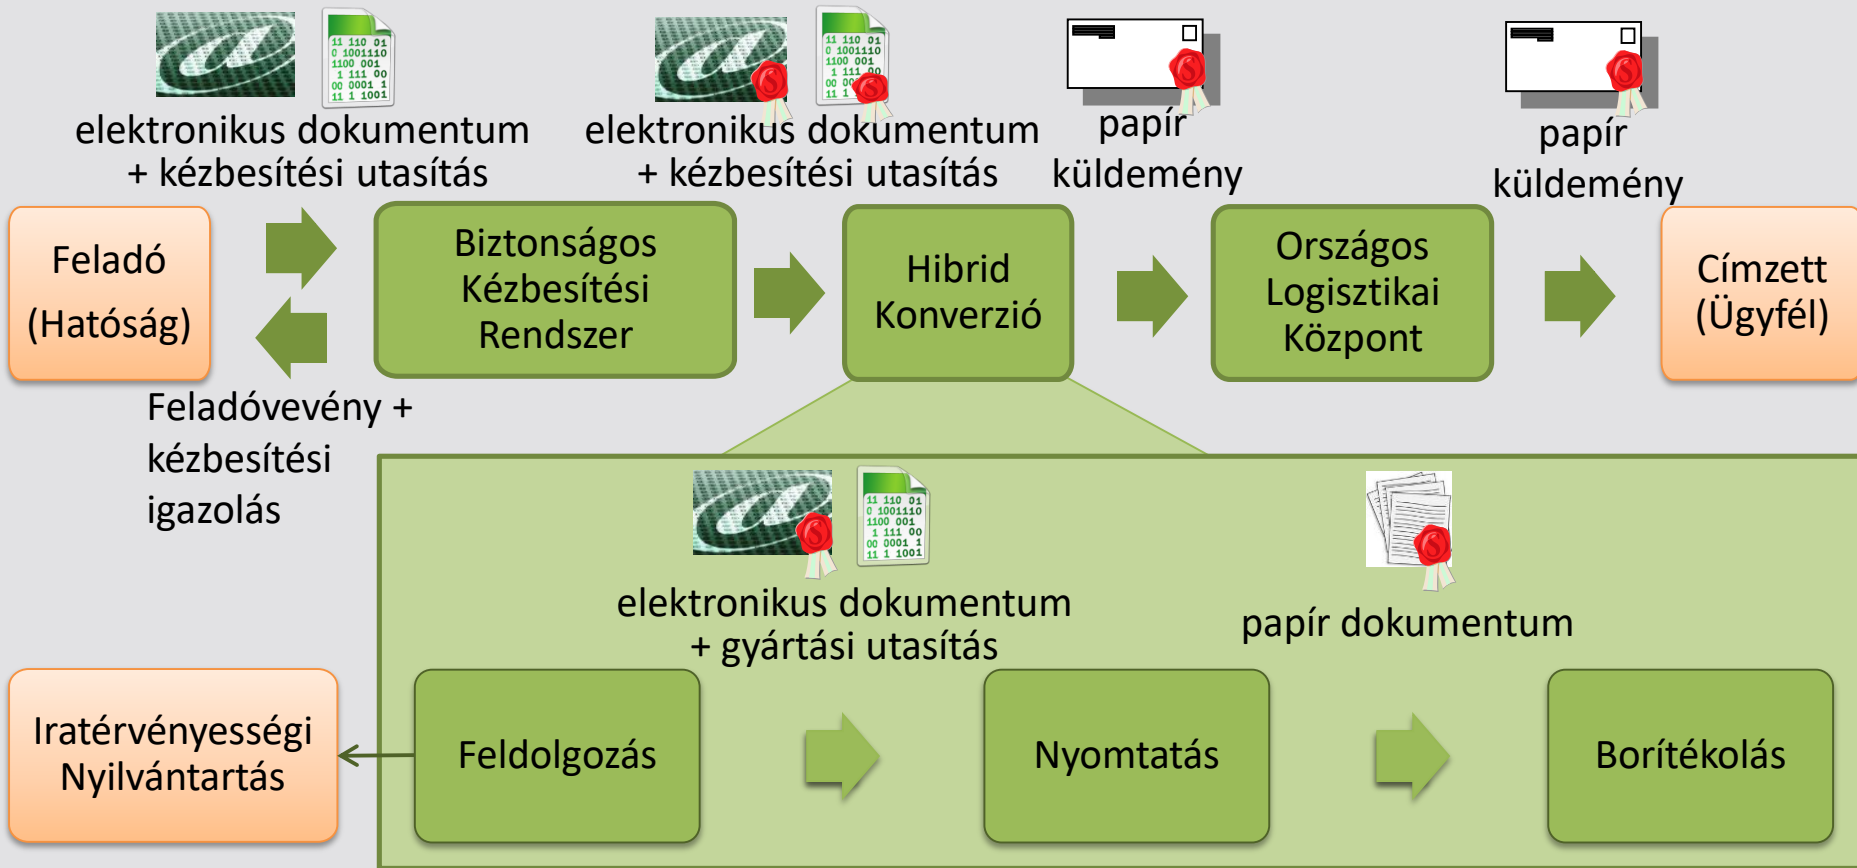 elektronikus dokumentum
+ kézbesítési utasítás
elektronikus dokumentum
+ kézbesítési utasítás
papír
küldemény
papír
küldemény
Feladó
(Hatóság)
Biztonságos
Kézbesítési
Rendszer
Hibrid
Konverzió
Országos
Logisztikai
Központ
Címzett
(Ügyfél)
Feladóvevény +
kézbesítési
igazolás
elektronikus dokumentum
+ gyártási utasítás
papír dokumentum
Iratérvényességi
Nyilvántartás
Feldolgozás
Nyomtatás
Borítékolás